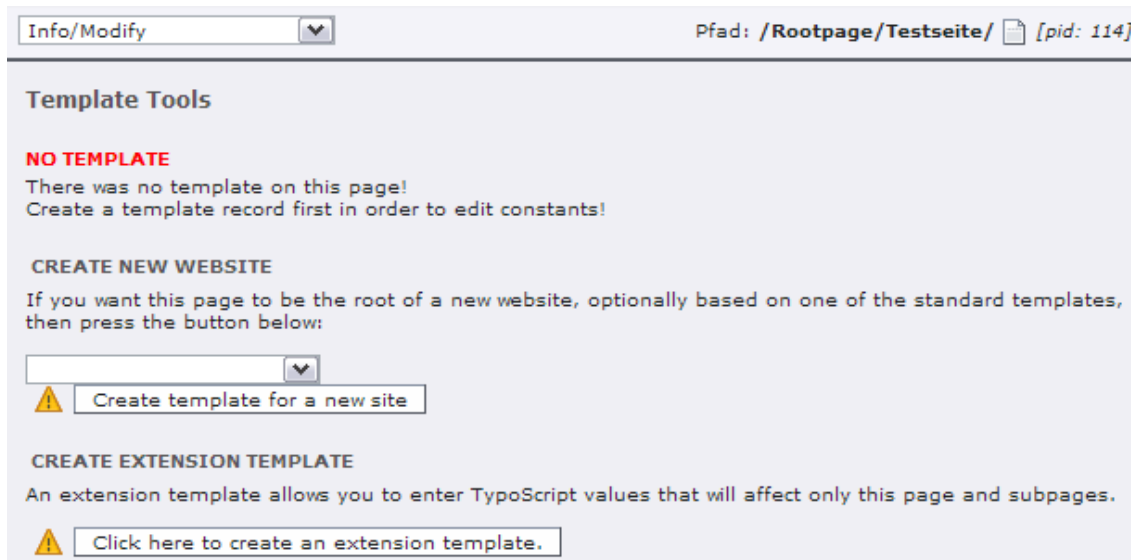 Info/Modify Pfad: /Rootpage/Testseite/ [pid: 114]
Template Tools
NO TEMPLATE
There was no template on this page!
Create a template record first in order to edit constants!
CREATE NEW WEBSITE
If you want this page to be the root of a new website, optionally based on one of the standard templates,
then press the button below:
Create template for a new site
CREATE EXTENSION TEMPLATE
An extension template allows you to enter TypoScript values that will affect only this page and subpages.
Click here to create an extension template.